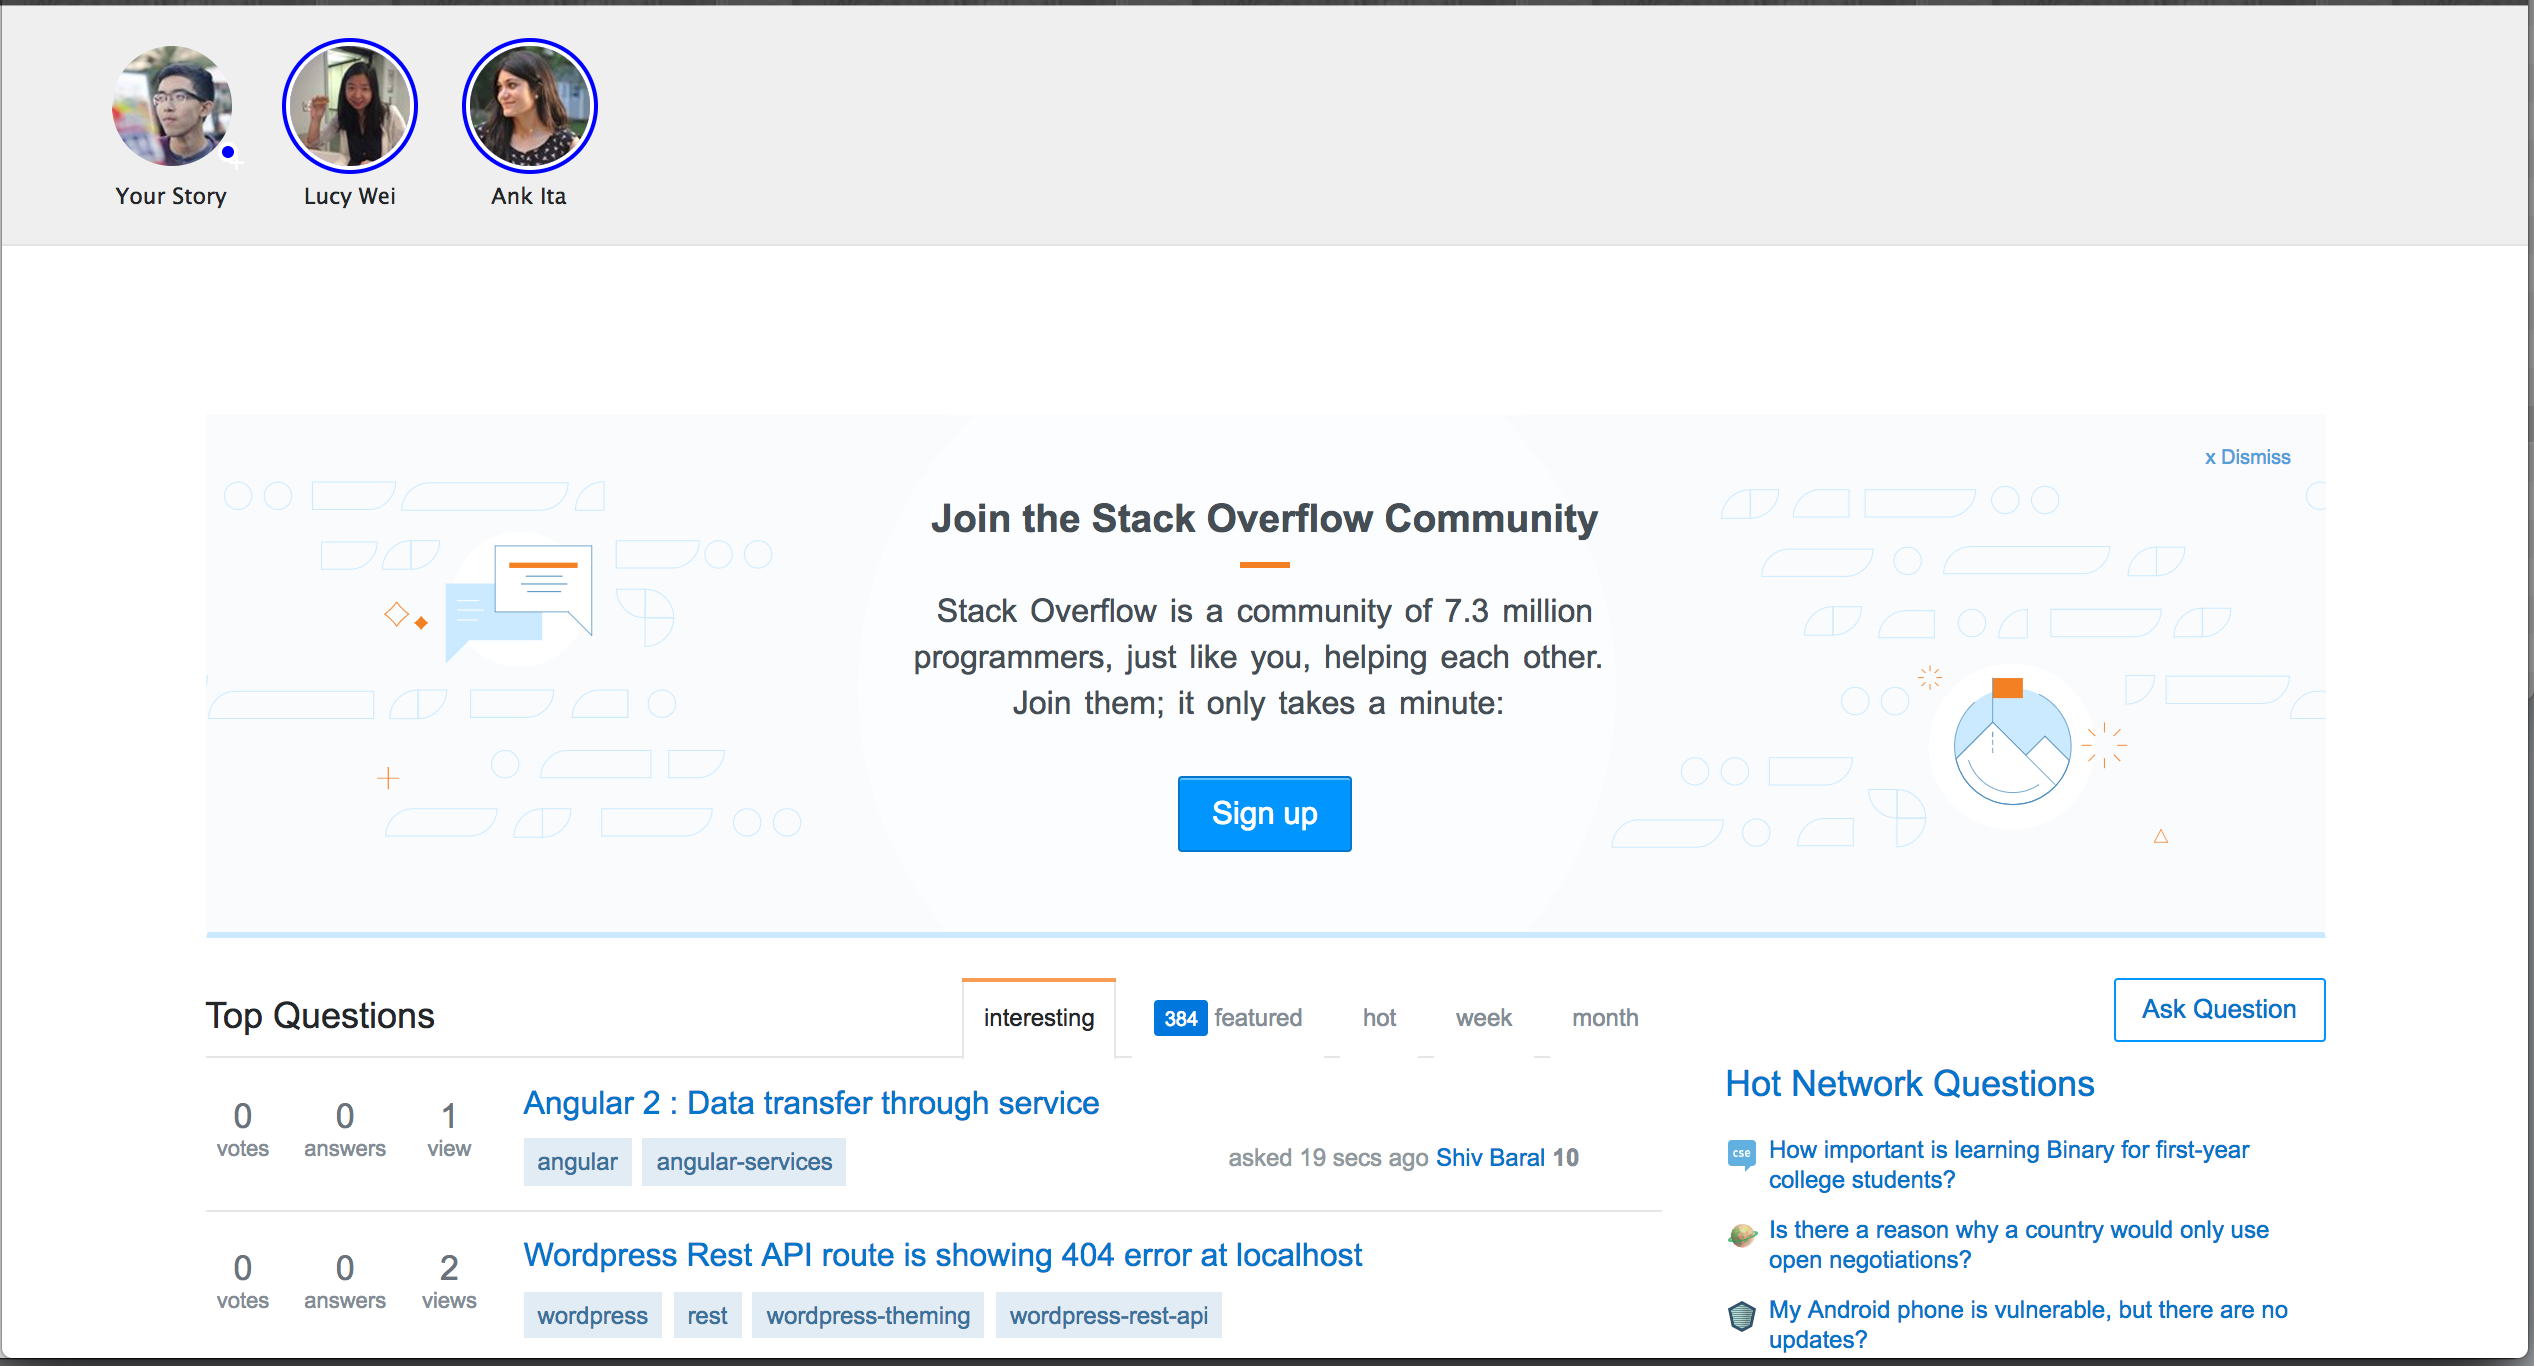 Your Story
Lucy Wei
Ank Ita
x Dismiss
Join the Stack Overflow Community
Stack Overflow is a community of 7.3 million
programmers, just like you, helping each other.
Join them; it only takes a minute:
Sign up
Top Questions
interesting
384 featured
hot
week
month
Ask Question
0 votes
0 answers
1 view
Angular 2 : Data transfer through service
angular
angular-services
asked 19 secs ago Shiv Baral 10
0 votes
0 answers
2 views
Wordpress Rest API route is showing 404 error at localhost
wordpress
rest
wordpress-theming
wordpress-rest-api
Hot Network Questions
cse
How important is learning Binary for first-year
college students?
Is there a reason why a country would only use
open negotiations?
My Android phone is vulnerable, but there are no
updates?